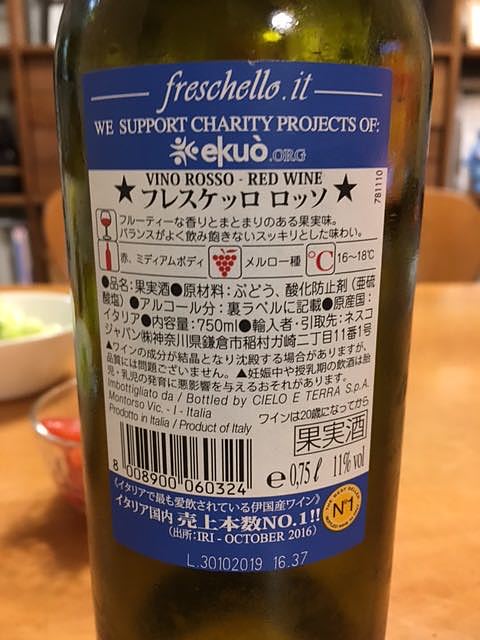 freschello.it
WE SUPPORT CHARITY PROJECTS OF:
ekuò.ORG
VINO ROSSO - RED WINE
★フレスケッロ ロッソ★
781110
フルーティーな香りとまとまりのある果実味。
バランスがよく飲み飽きないスッキリとした味わい。
赤、ミディアムボディ メルロー種 ℃ 16~18℃
●品名:果実酒●原材料:ぶどう、酸化防止剤(亜硫
酸塩)●アルコール分:裏ラベルに記載●原産国:
イタリア●内容量:750ml●輸入者・引取先:ネスコ
ジャパン㈱神奈川県鎌倉市稲村ガ崎二丁目11番1号
▲ワインの成分が結晶となり沈殿する場合がありますが、
品質には問題ございません。▲妊娠中や授乳期の飲酒は胎
児・乳児の発育に悪影響を与えるおそれがあります。
Imbottigliato da / Bottled by CIELO E TERRA S.p.A.
Montorso Vic. - I - Italia
Prodotto in Italia / Product of Italy
ワインは20歳になってから
果実酒
8 008900 060324
e 0,75 ℓ 11% vol
《イタリアで最も愛飲されている伊国産ワイン》
イタリア国内 売上本数NO.1!!
(出所:IRI - OCTOBER 2016)
N°1
L.30102019 16.37